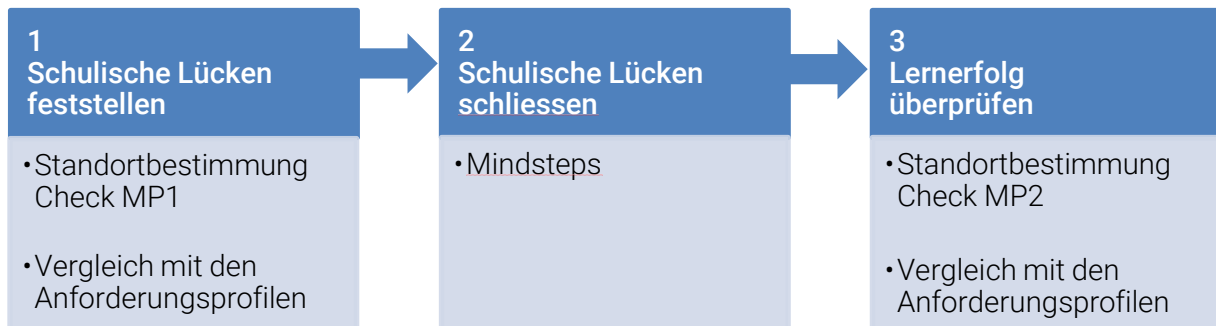 1
Schulische Lücken
feststellen
•Standortbestimmung
Check MP1
•Vergleich mit den
Anforderungsprofilen
2
Schulische Lücken
schliessen
•Mindsteps
3
Lernerfolg
überprüfen
•Standortbestimmung
Check MP2
•Vergleich mit den
Anforderungsprofilen